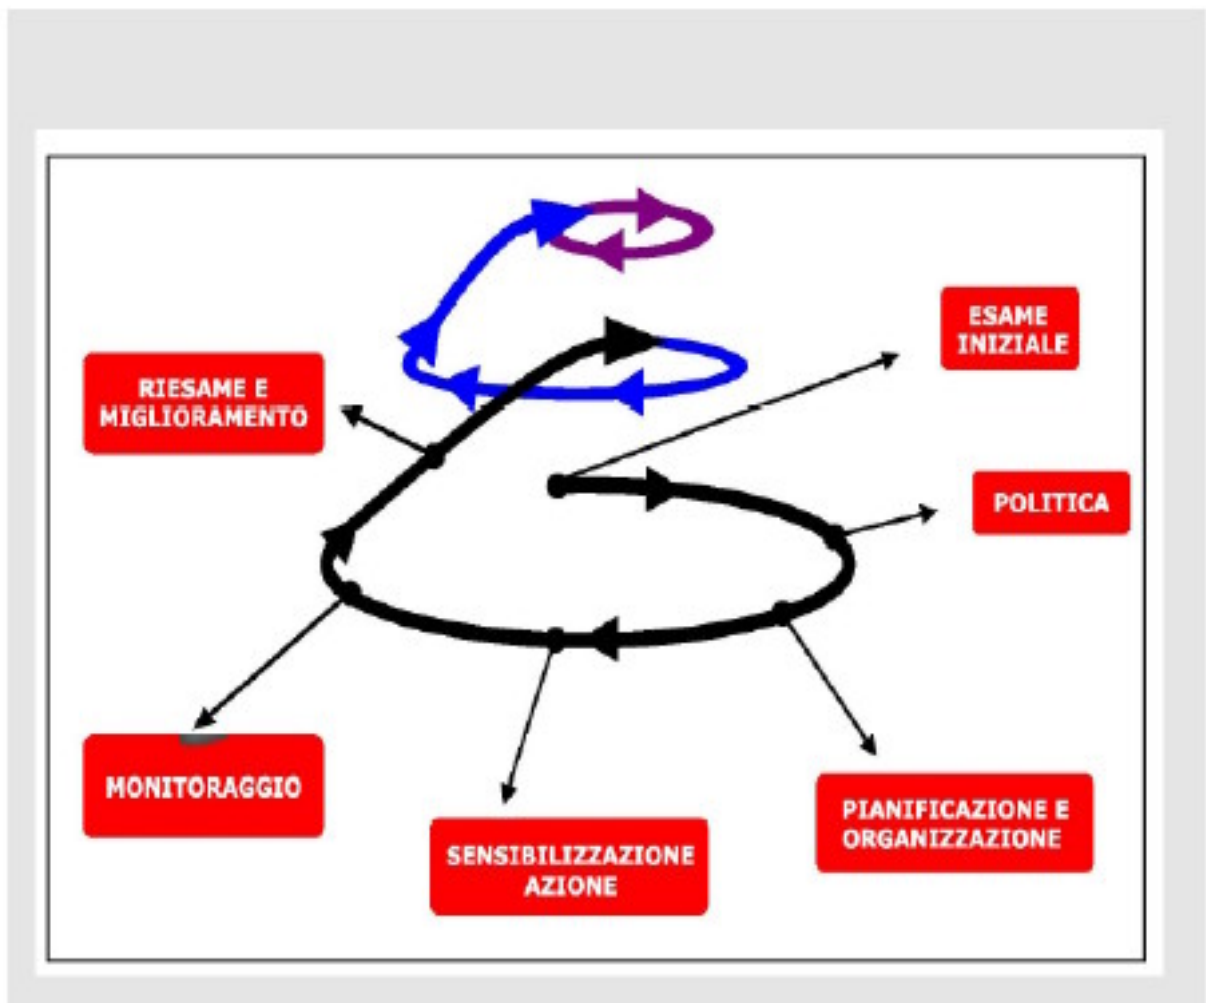 ESAME
INIZIALE
RIESAME E
MIGLIORAMENTO
POLITICA
MONITORAGGIO
PIANIFICAZIONE E
ORGANIZZAZIONE
SENSIBILIZZAZIONE
AZIONE